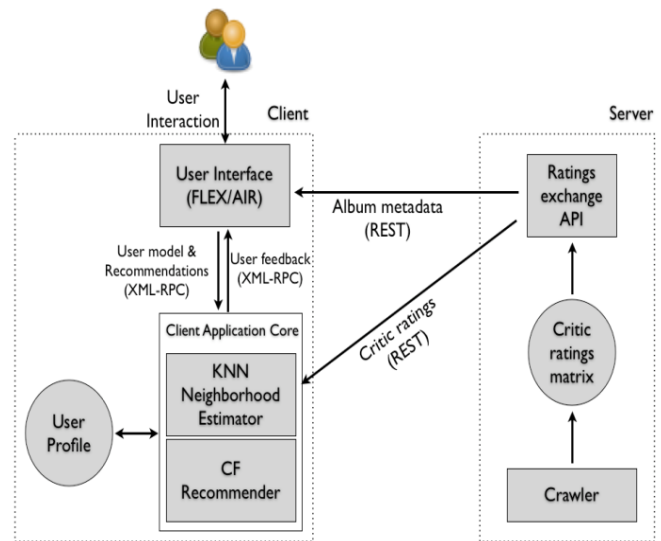 User
Interaction
Client
Server
User Interface
(FLEX/AIR)
Ratings
exchange
API
Album metadata
(REST)
User model &
Recommendations
(XML-RPC)
User feedback
(XML-RPC)
Client Application Core
KNN
Neighborhood
Estimator
CF
Recommender
User
Profile
Critic ratings
(REST)
Critic
ratings
matrix
Crawler